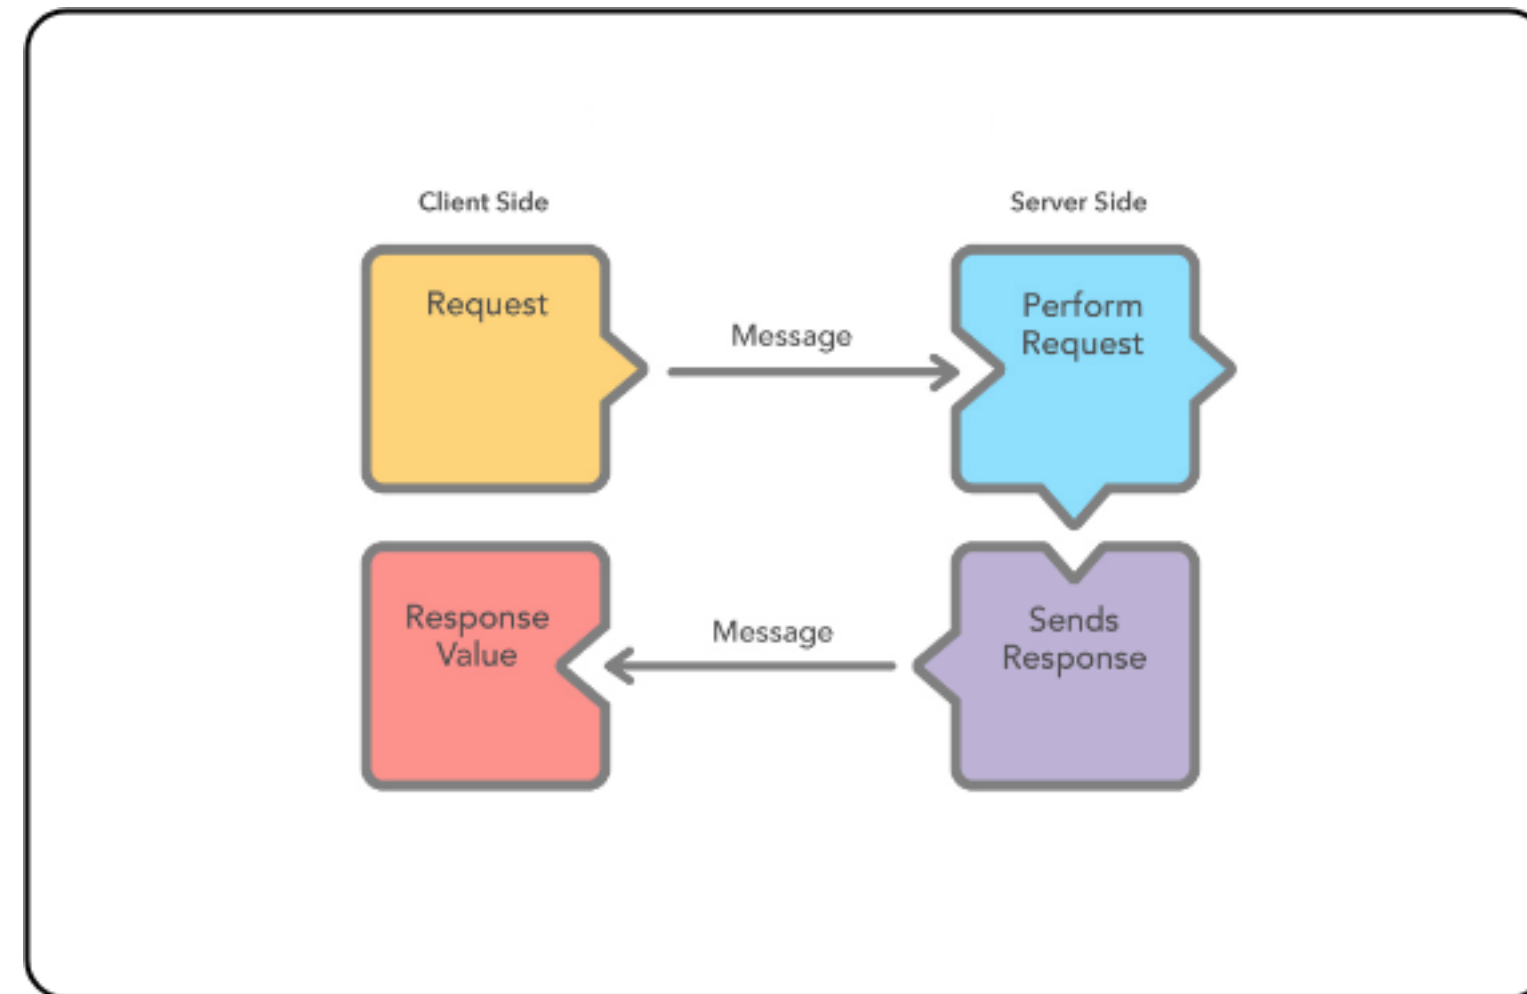 Client Side
Server Side
Request
Message
Perform
Request
Response
Value
Message
Sends
Response